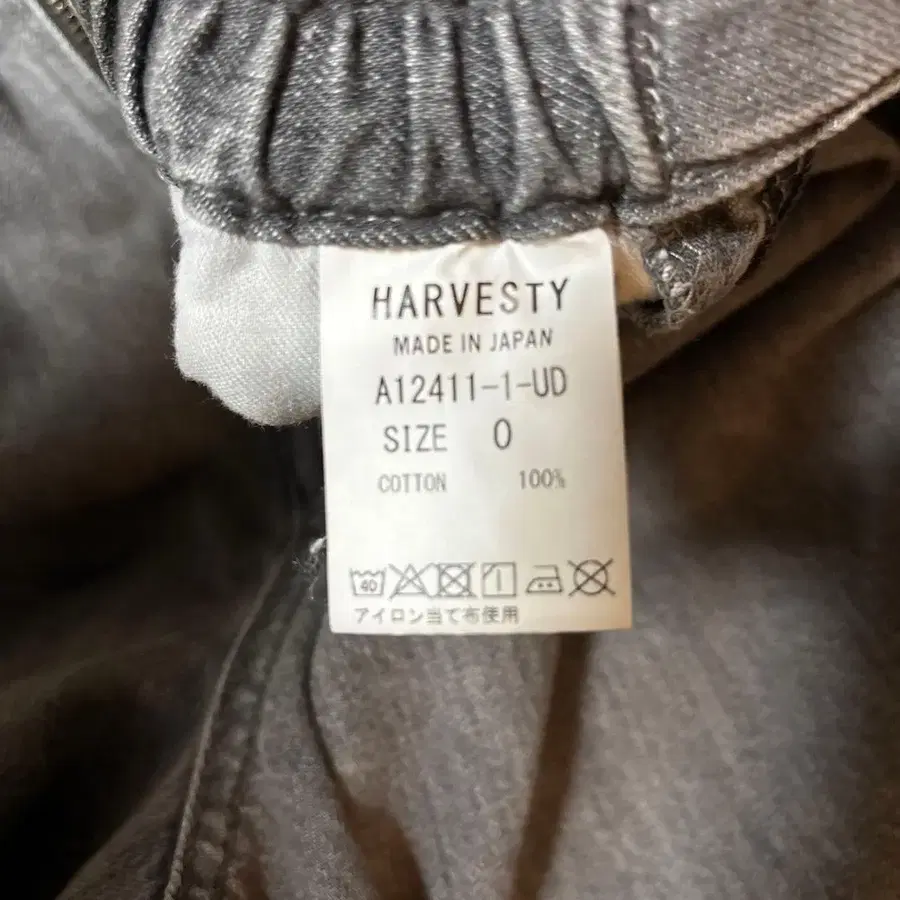 HARVESTY
MADE IN JAPAN
A12411-1-UD
SIZE 0
COTTON 100%
40
アイロン当て布使用